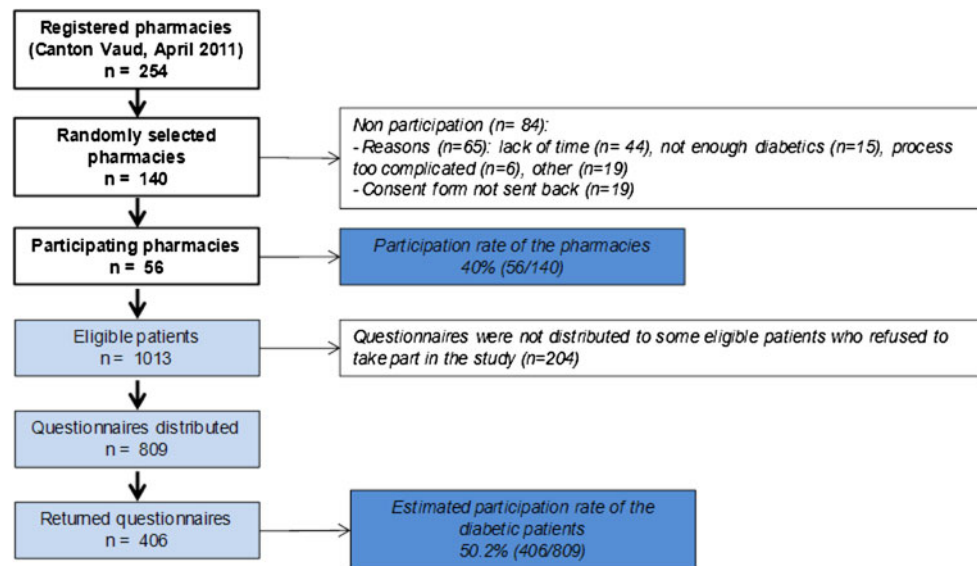 Registered pharmacies
(Canton Vaud, April 2011)
n = 254
Randomly selected
pharmacies
n = 140
Non participation (n= 84):
- Reasons (n=65): lack of time (n= 44), not enough diabetics (n=15), process
too complicated (n=6), other (n=19)
- Consent form not sent back (n=19)
Participating pharmacies
n = 56
Participation rate of the pharmacies
40% (56/140)
Eligible patients
n = 1013
Questionnaires were not distributed to some eligible patients who refused to
take part in the study (n=204)
Questionnaires distributed
n = 809
Returned questionnaires
n = 406
Estimated participation rate of the
diabetic patients
50.2% (406/809)